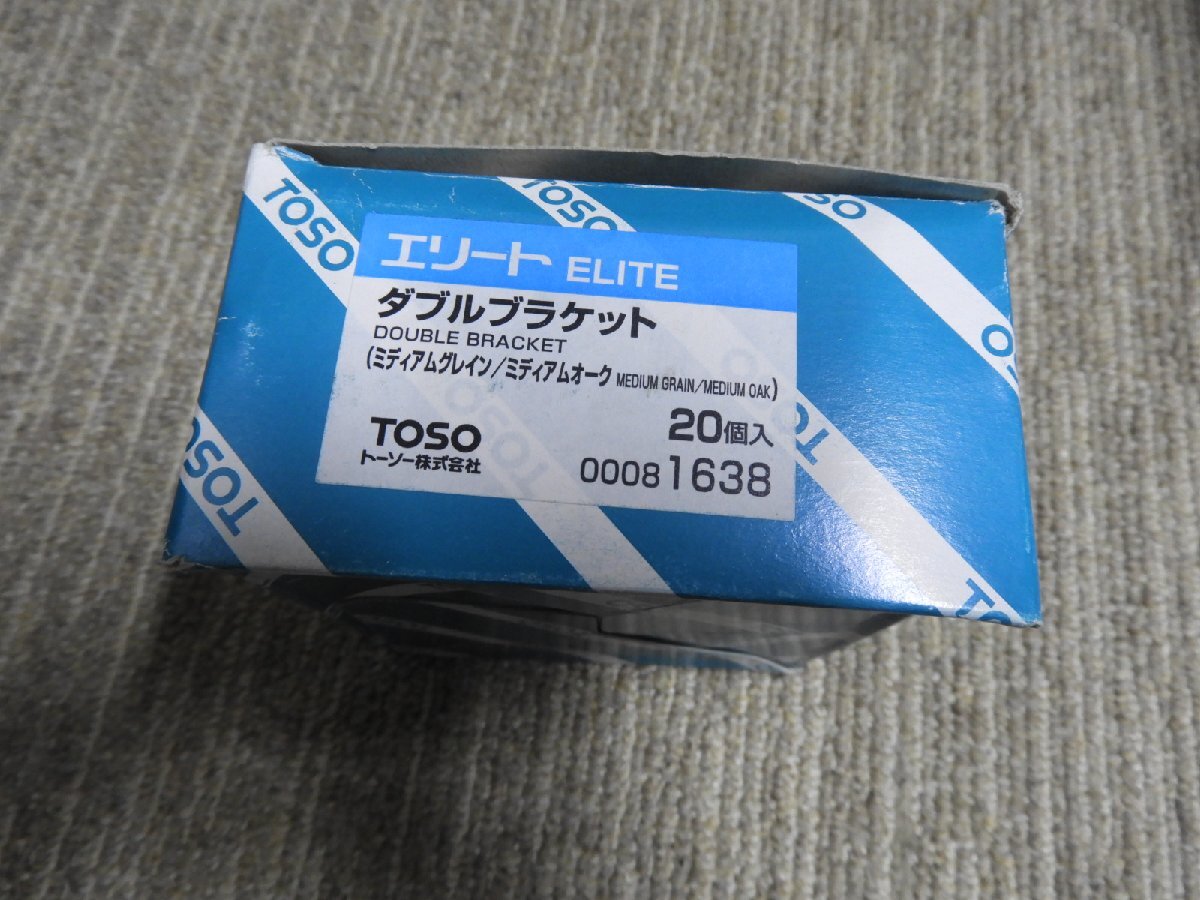 TOSO
TOSO
TOSO
エリート ELITE
ダブルブラケット
DOUBLE BRACKET
(ミディアムグレイン/ミディアムオーク MEDIUM GRAIN/MEDIUM OAK)
TOSO
20個入
トーソー株式会社
00081638
TOSO
TOSO
TOSO